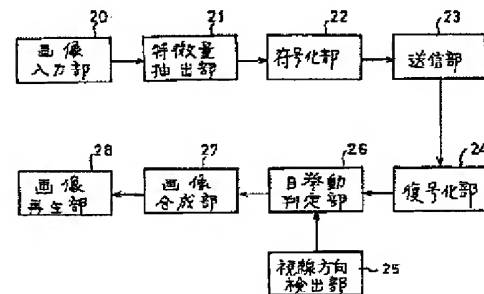 20
画像
入力部
21
特徴量
抽出部
22
符号化部
23
送信部
28
画像
再生部
27
画像
合成部
26
目挙動
判定部
24
復号化部
視線方向
検出部
25